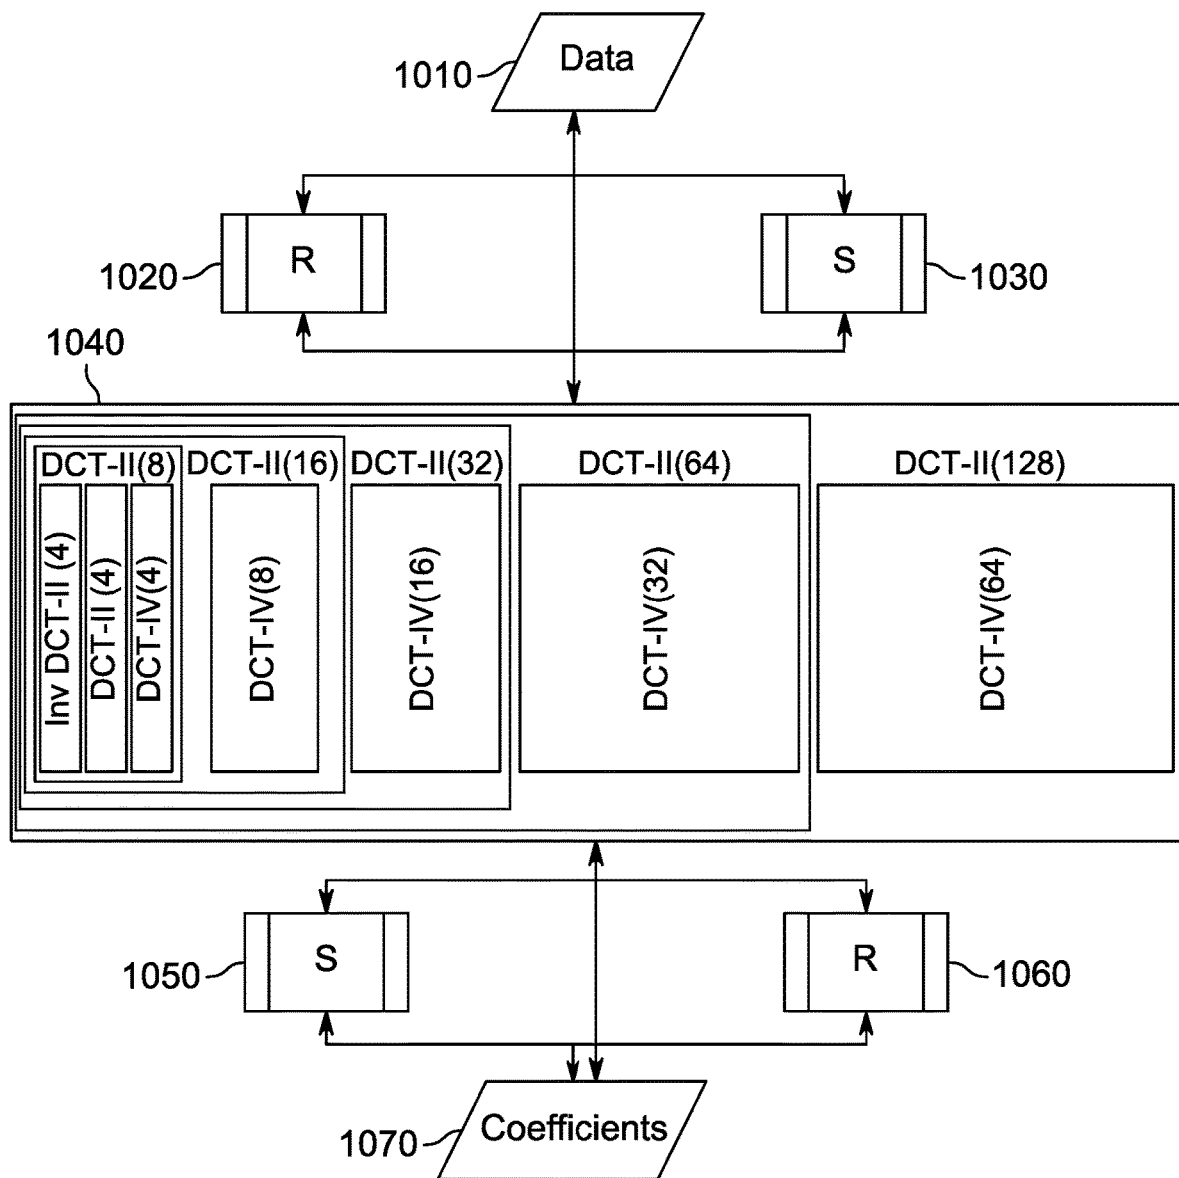 Data
1010
R
S
1020
1030
1040
DCT-II(8)
DCT-II(16)
DCT-II(32)
DCT-II(64)
DCT-II(128)
Inv DCT-II (4)
DCT-II (4)
DCT-IV(4)
DCT-IV(8)
DCT-IV(16)
DCT-IV(32)
DCT-IV(64)
S
R
1050
1060
Coefficients
1070